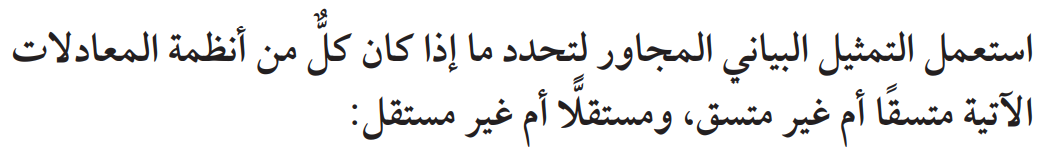 استعمل التمثيل البياني المجاور لتحدد ما إذا كان كلٌّ من أنظمة المعادلات
الآتية متسقًا أم غير متسق، ومستقلًّا أم غير مستقل: